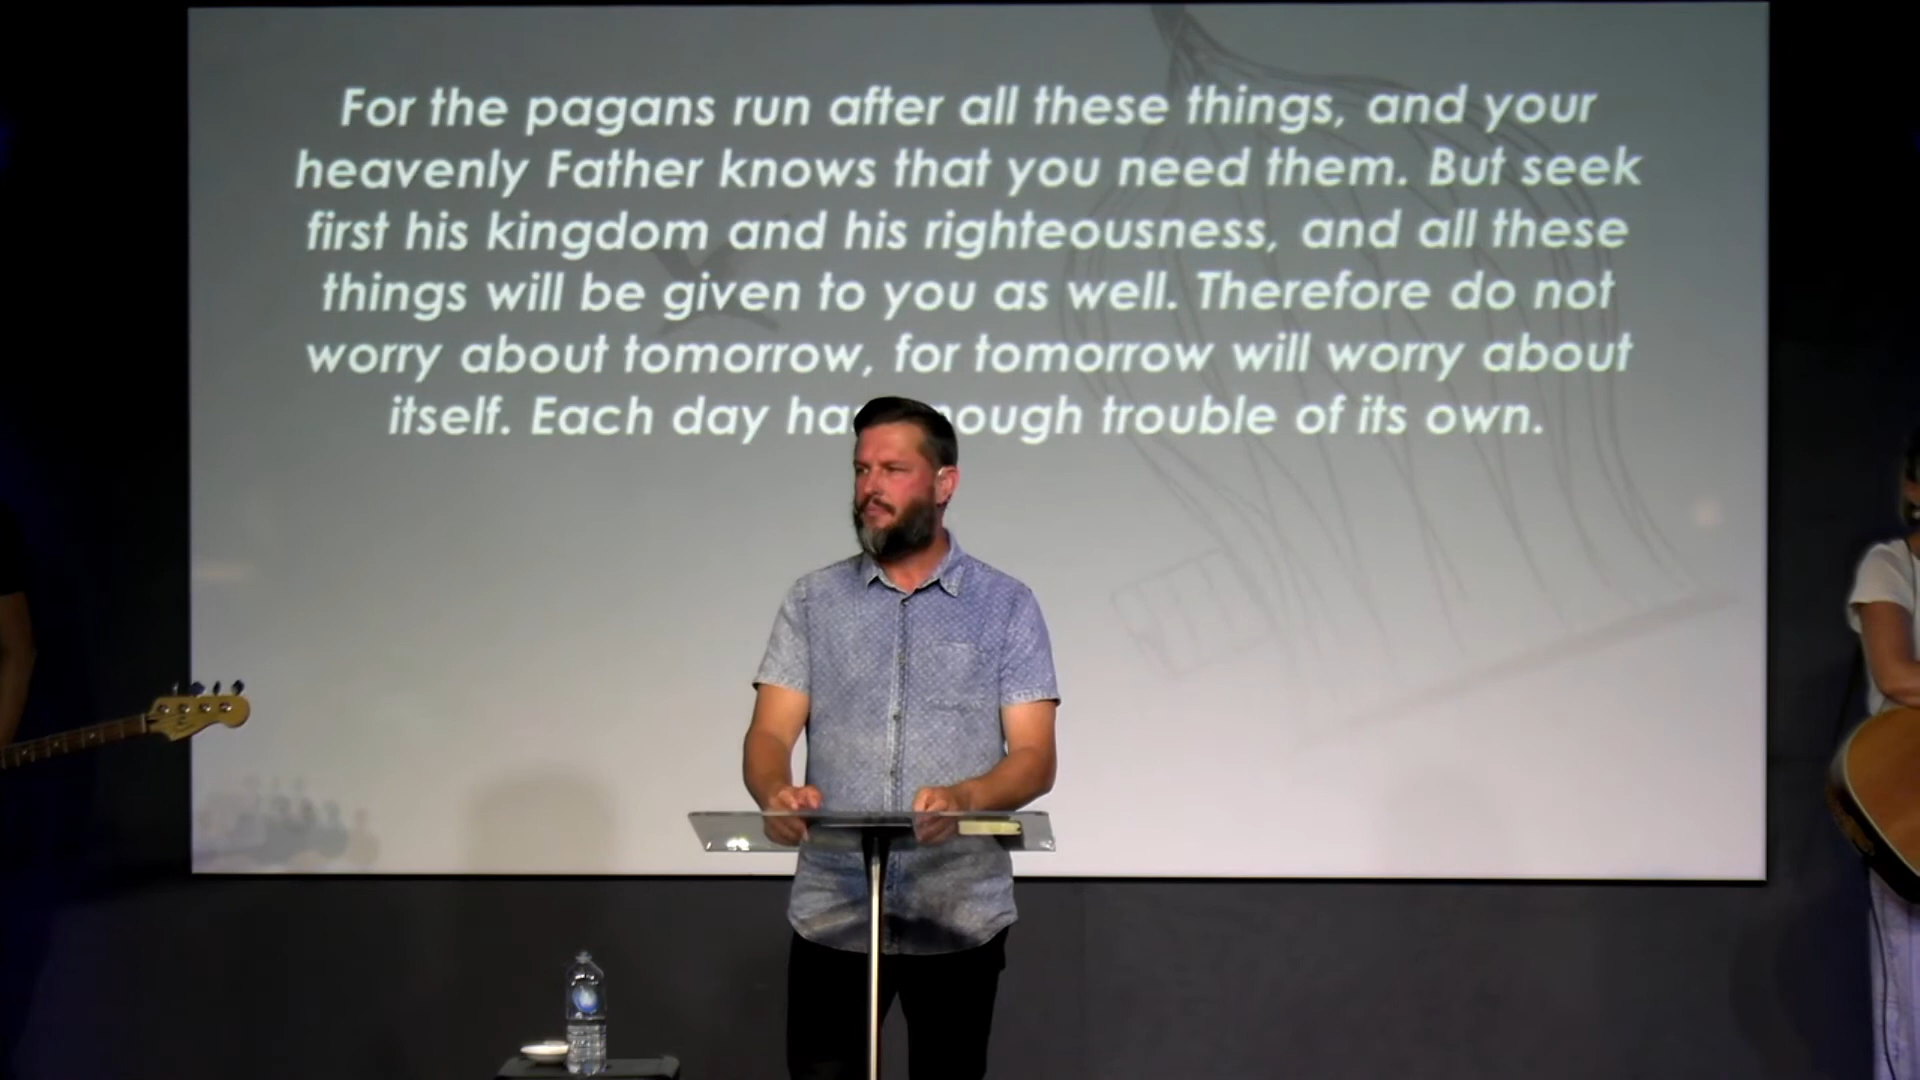 For the pagans run after all these things, and your
heavenly Father knows that you need them. But seek
first his kingdom and his righteousness, and all these
things will be given to you as well. Therefore do not
worry about tomorrow, for tomorrow will worry about
itself. Each day ha nough trouble of its own.